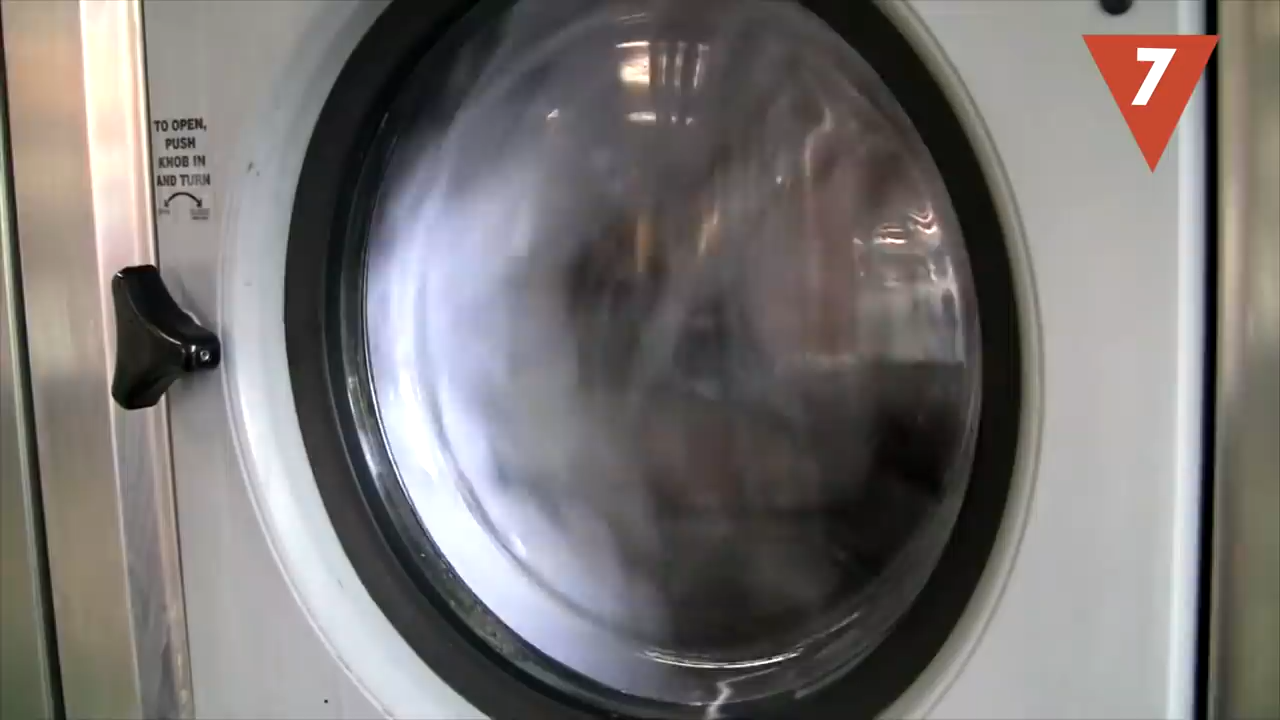 TO OPEN,
PUSH
KNOB IN
AND TURN
7